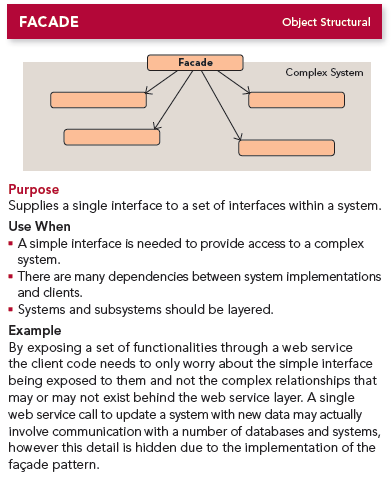 FACADE
Object Structural
Facade
Complex System
Purpose
Supplies a single interface to a set of interfaces within a system.
Use When
▪ A simple interface is needed to provide access to a complex
system.
▪ There are many dependencies between system implementations
and clients.
▪ Systems and subsystems should be layered.
Example
By exposing a set of functionalities through a web service
the client code needs to only worry about the simple interface
being exposed to them and not the complex relationships that
may or may not exist behind the web service layer. A single
web service call to update a system with new data may actually
involve communication with a number of databases and systems,
however this detail is hidden due to the implementation of the
façade pattern.